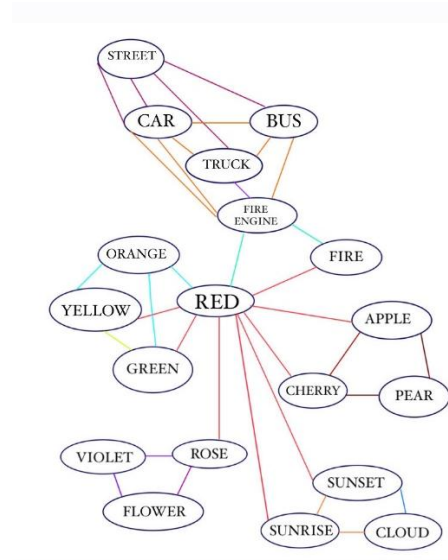 STREET
CAR
BUS
TRUCK
FIRE
ENGINE
ORANGE
FIRE
YELLOW
RED
APPLE
GREEN
CHERRY
PEAR
VIOLET
ROSE
SUNSET
FLOWER
SUNRISE
CLOUD